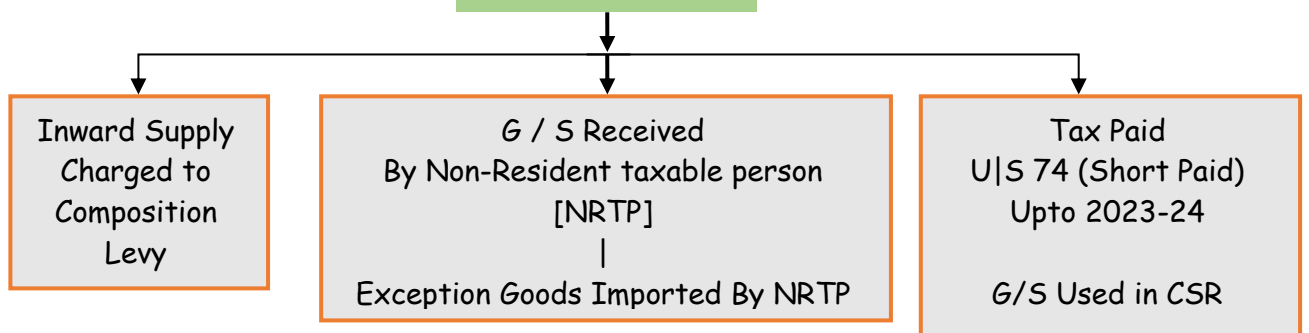 Inward Supply
Charged to
Composition
Levy
G / S Received
By Non-Resident taxable person
[NRTP]
|
Exception Goods Imported By NRTP
Tax Paid
U|S 74 (Short Paid)
Upto 2023-24
G/S Used in CSR